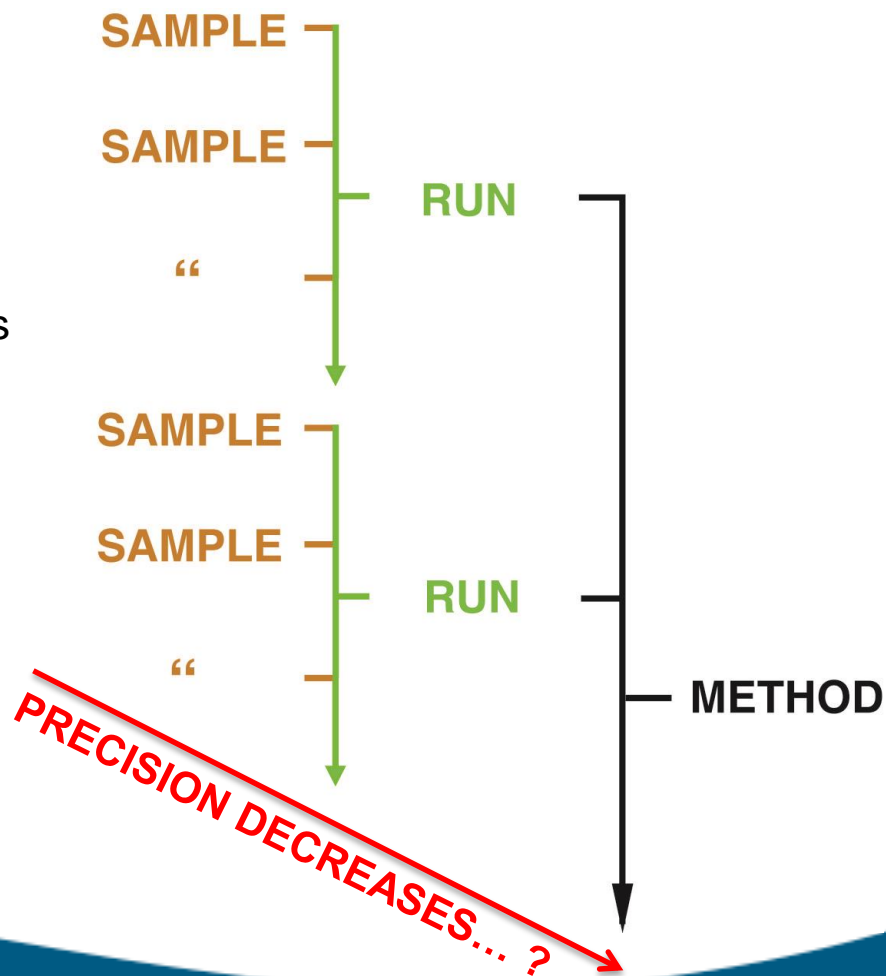 SAMPLE
SAMPLE
RUN
“
s
SAMPLE
SAMPLE
RUN
“
METHOD
PRECISION DECREASES... ?